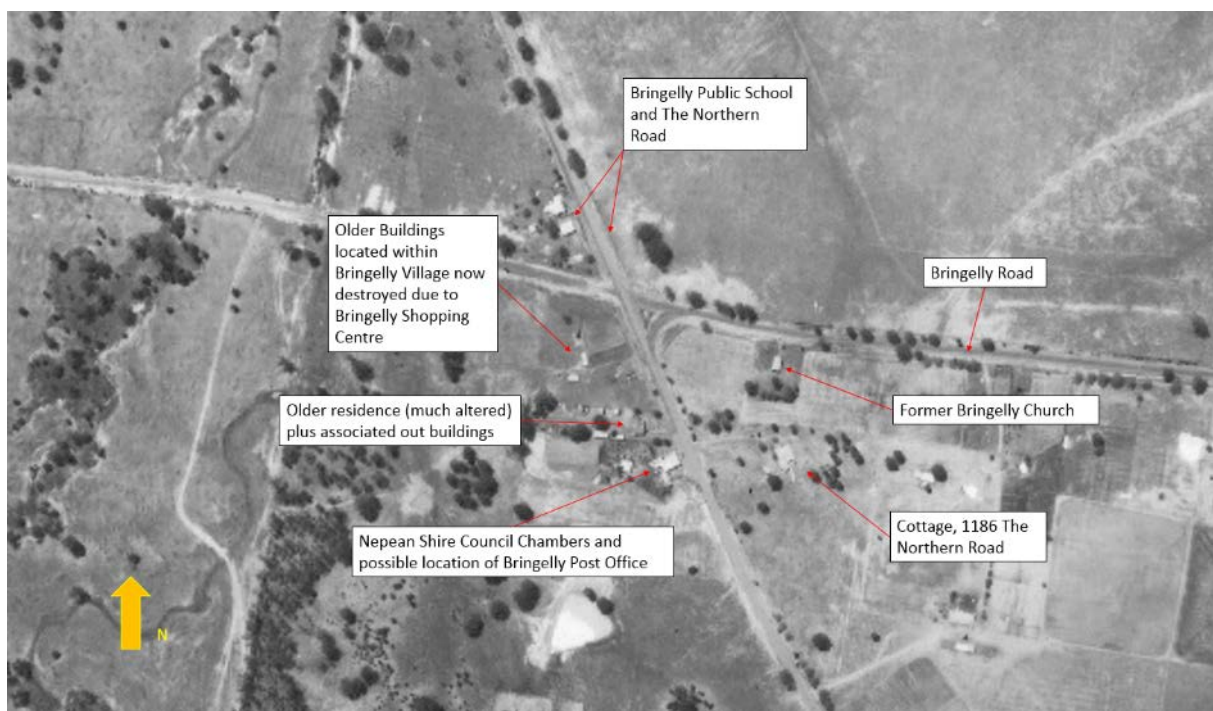 Bringelly Public School
and The Northern
Road
Older Buildings
located within
Bringelly Village now
destroyed due to
Bringelly Shopping
Centre
Bringelly Road
Older residence (much altered)
plus associated out buildings
Former Bringelly Church
Nepean Shire Council Chambers and
possible location of Bringelly Post Office
Cottage, 1186 The
Northern Road
N